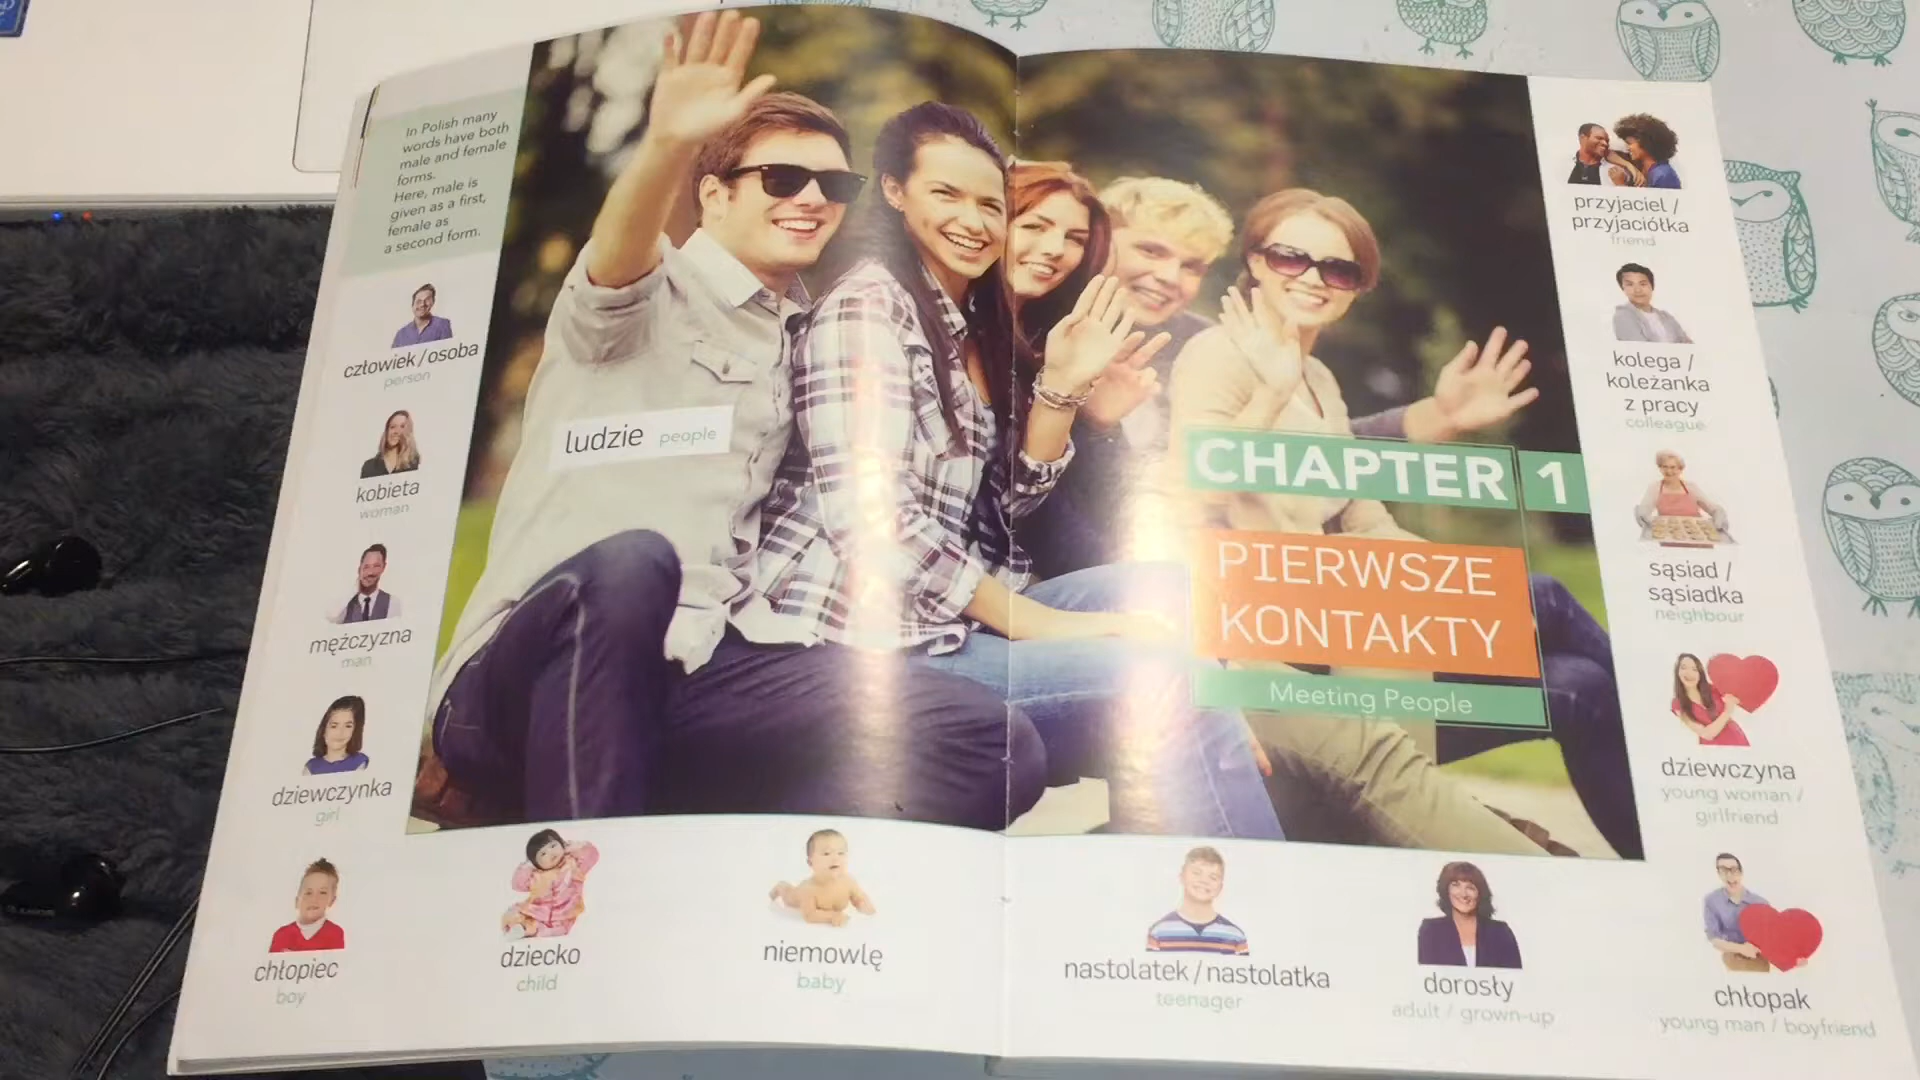 In Polish many
words have both
male and female
forms.
Here, male is
given as a first,
female as
a second form.
człowiek / osoba
person
kobieta
woman
mężczyzna
man
dziewczynka
girl
chłopiec
boy
dziecko
child
niemowlę
baby
ludzie people
CHAPTER 1
PIERWSZE
KONTAKTY
Meeting People
przyjaciel /
przyjaciółka
friend
kolega /
koleżanka
z pracy
colleague
sąsiad /
sąsiadka
neighbour
dziewczyna
young woman /
girlfriend
nastolatek / nastolatka
teenager
dorosły
adult / grown-up
chłopak
young man / boyfriend